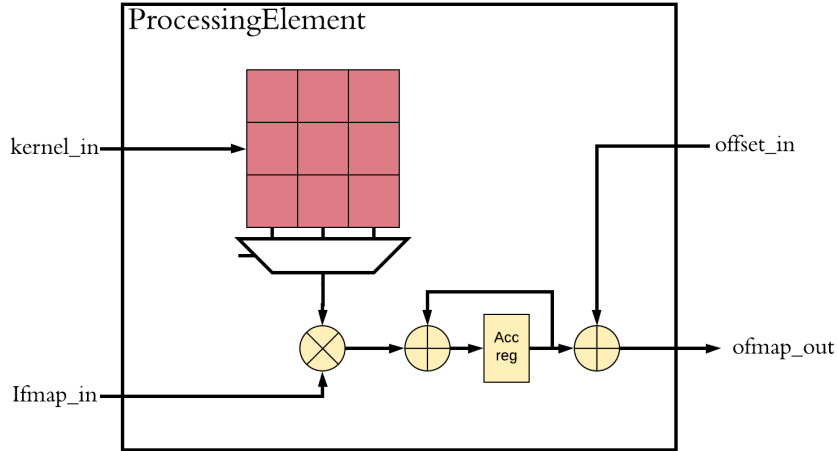 ProcessingElement
kernel_in
offset_in
Acc
reg
ofmap_out
Ifmap_in